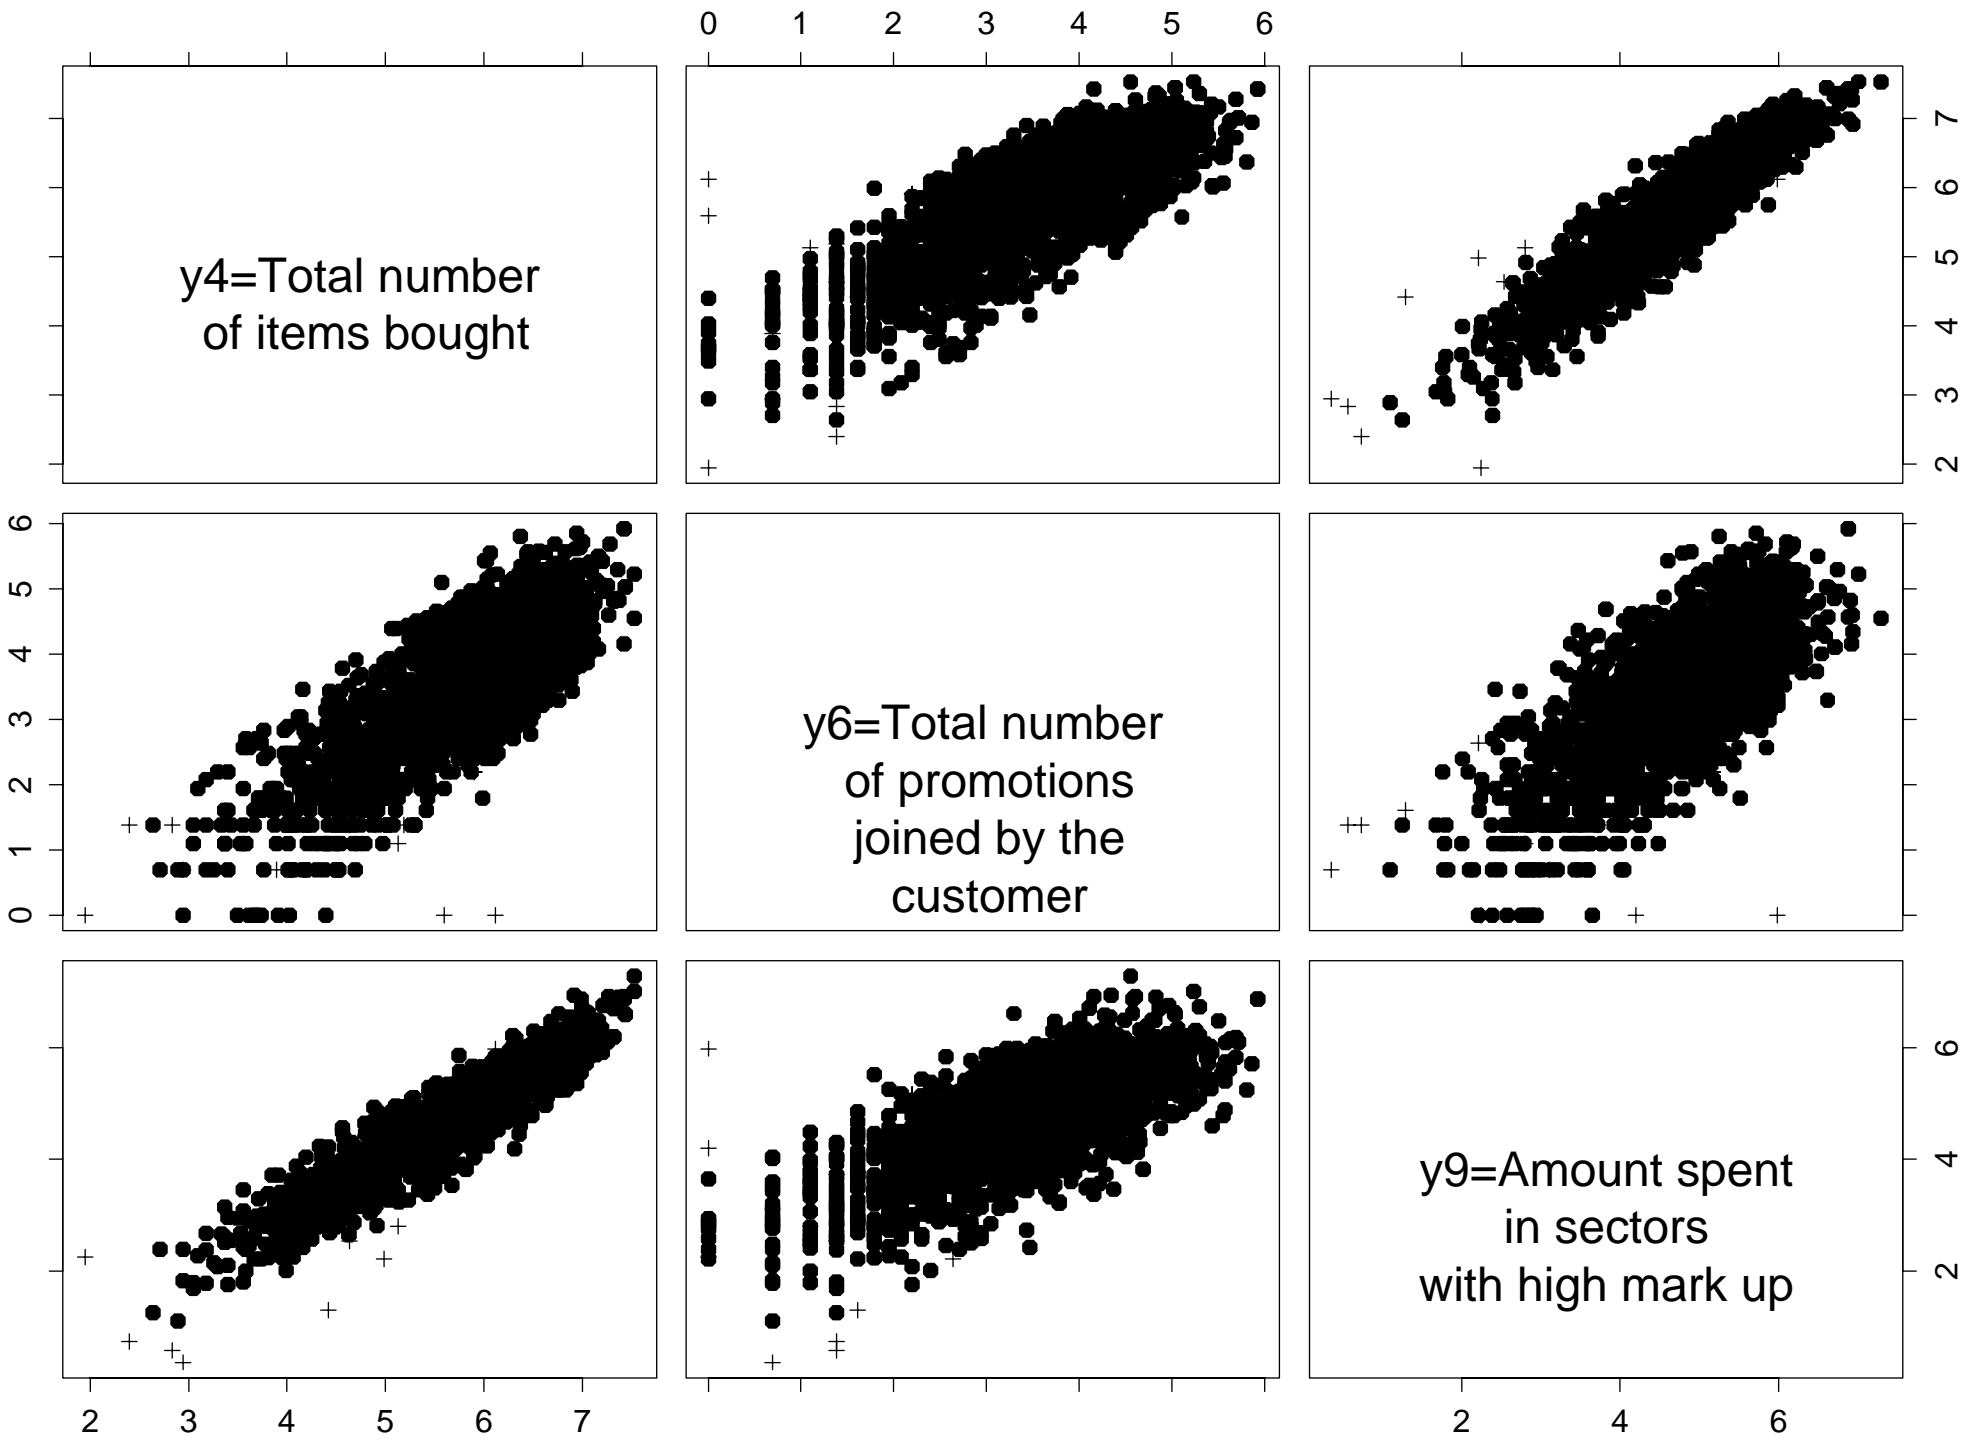 0 1 2 3 4 5 6
y4=Total number
of items bought
2 3 4 5 6 7
0 1 2 3 4 5 6
y6=Total number
of promotions
joined by the
customer
y9=Amount spent
in sectors
with high mark up
2 4 6
2 3 4 5 6 7
2 4 6